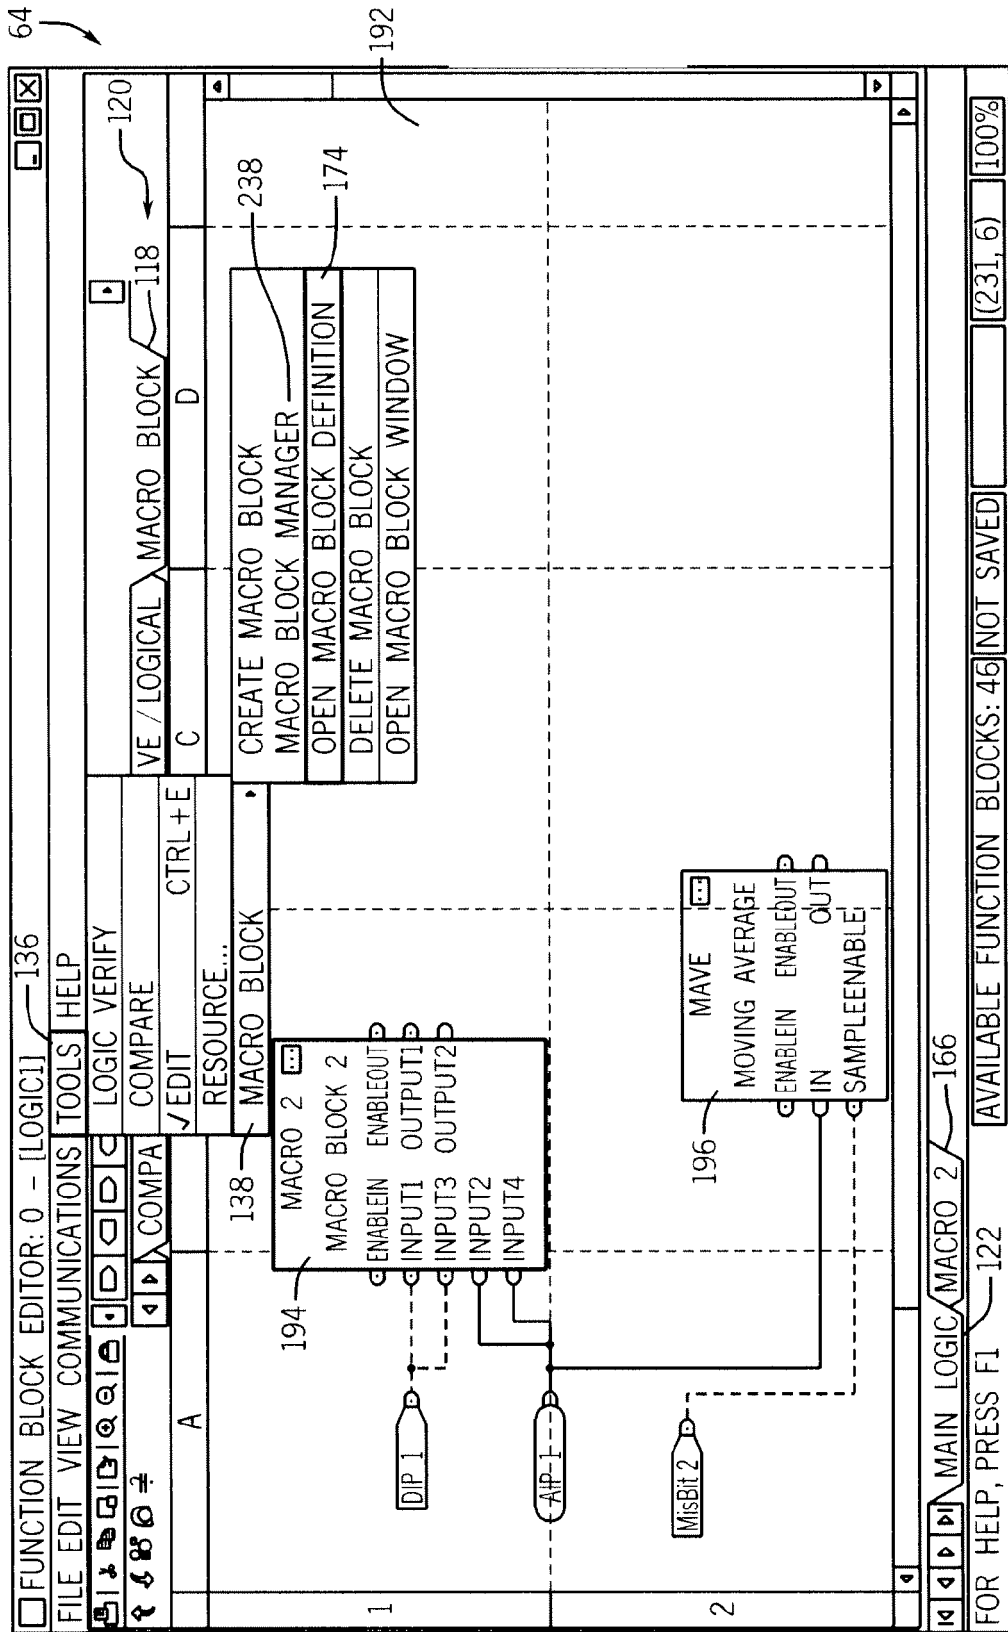 64
FUNCTION BLOCK EDITOR: 0 - [LOGIC1]
136
FILE EDIT VIEW COMMUNICATIONS TOOLS HELP
LOGIC VERIFY
COMPARE
✓EDIT CTRL+E
RESOURCE...
MACRO BLOCK
138
COMPA
VE / LOGICAL
MACRO BLOCK
118
120
A
C
D
CREATE MACRO BLOCK
MACRO BLOCK MANAGER
238
OPEN MACRO BLOCK DEFINITION
174
DELETE MACRO BLOCK
OPEN MACRO BLOCK WINDOW
192
1
2
194
MACRO 2
MACRO BLOCK 2
ENABLEIN ENABLEOUT
INPUT1 OUTPUT1
INPUT3 OUTPUT2
INPUT2
INPUT4
DIP 1
AIP 1
MisBit 2
196
MAVE
MOVING AVERAGE
ENABLEIN ENABLEOUT
IN OUT
SAMPLEENABLE
MAIN LOGIC
MACRO 2
166
122
FOR HELP, PRESS F1
AVAILABLE FUNCTION BLOCKS: 46
NOT SAVED
(231, 6)
100%